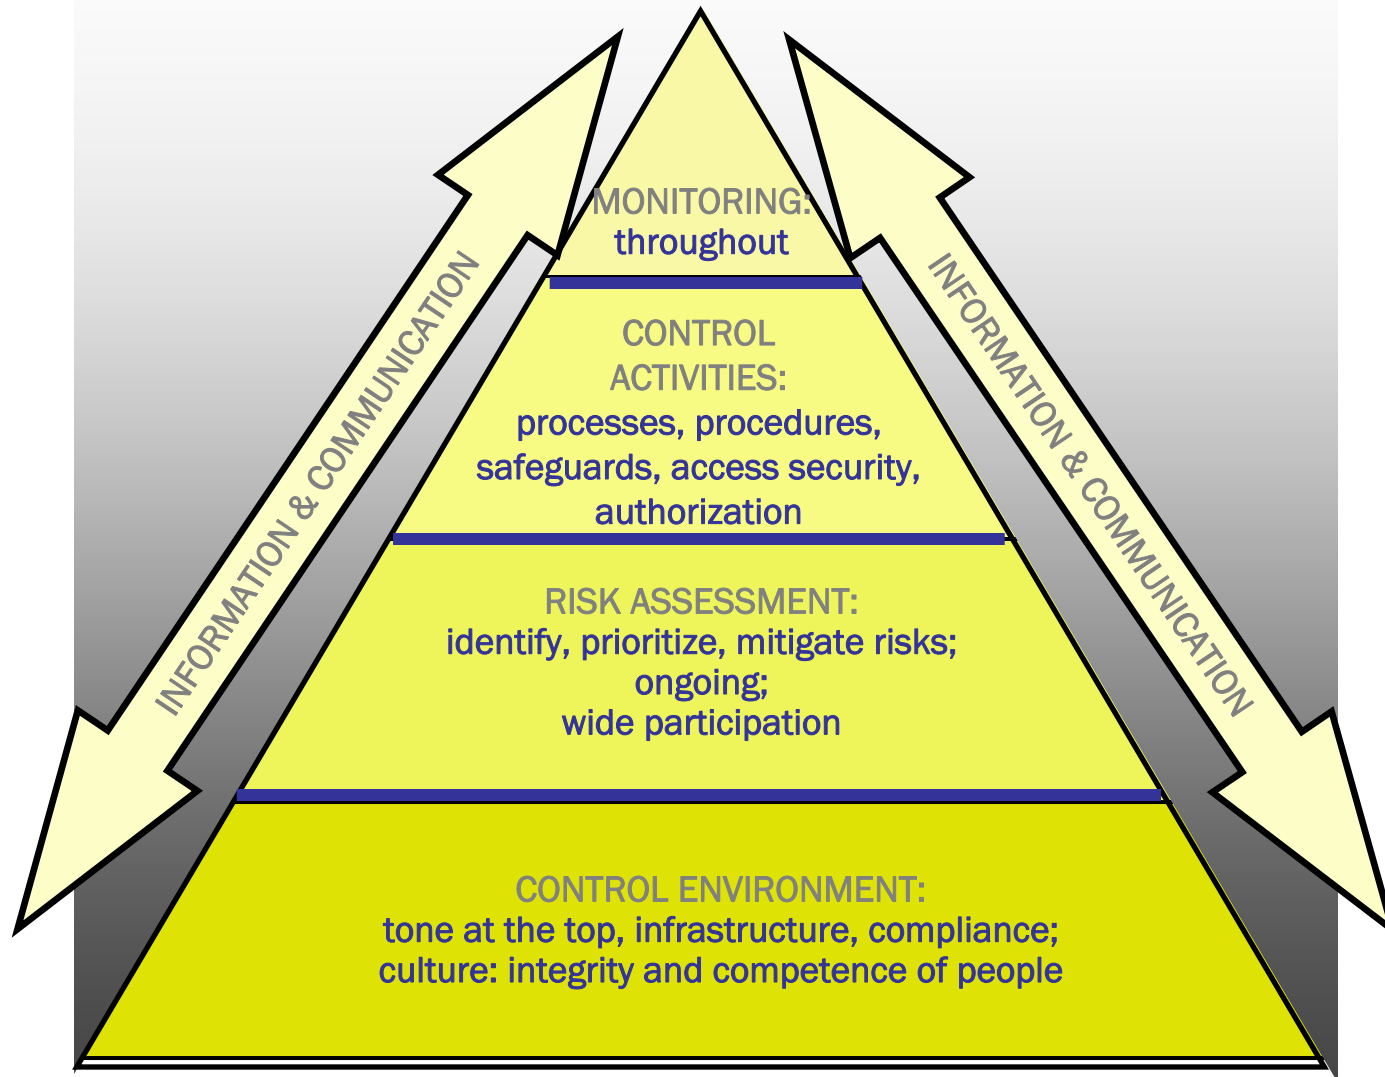 MONITORING:
throughout
CONTROL
ACTIVITIES:
processes, procedures,
safeguards, access security,
authorization
RISK ASSESSMENT:
identify, prioritize, mitigate risks;
ongoing;
wide participation
CONTROL ENVIRONMENT:
tone at the top, infrastructure, compliance;
culture: integrity and competence of people
INFORMATION & COMMUNICATION
INFORMATION & COMMUNICATION